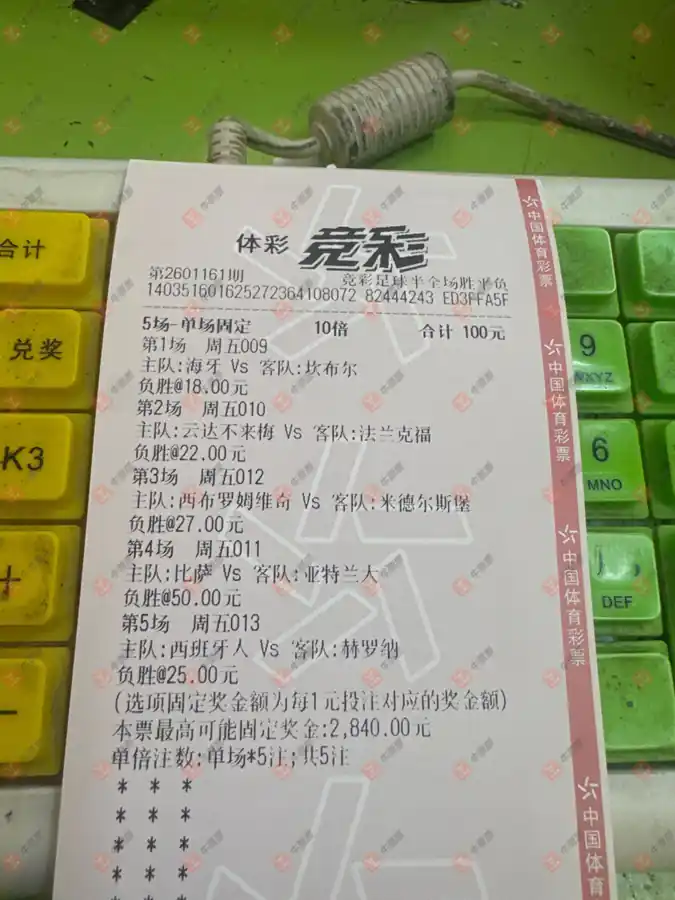 体彩 竞彩
第2601161期 竞彩足球半全场胜平负
140351601625272364108072 82444243 ED3FFA5F
5场-单场固定 10倍 合计 100元
第1场 周五009
主队:海牙 Vs 客队:坎布尔
负胜@18.00元
第2场 周五010
主队:云达不来梅 Vs 客队:法兰克福
负胜@22.00元
第3场 周五012
主队:西布罗姆维奇 Vs 客队:米德尔斯堡
负胜@27.00元
第4场 周五011
主队:比萨 Vs 客队:亚特兰大
负胜@50.00元
第5场 周五013
主队:西班牙人 Vs 客队:赫罗纳
负胜@25.00元
(选项固定奖金额为每1元投注对应的奖金额)
本票最高可能固定奖金:2,840.00元
单倍注数:单场*5注;共5注
* * *
* * *
* * *
* * *
中国体育彩票
中国体育彩票
中国体育彩票
中国体育
合计
兑奖
K3
+
-
9
WXYZ
6
MNO
DEF